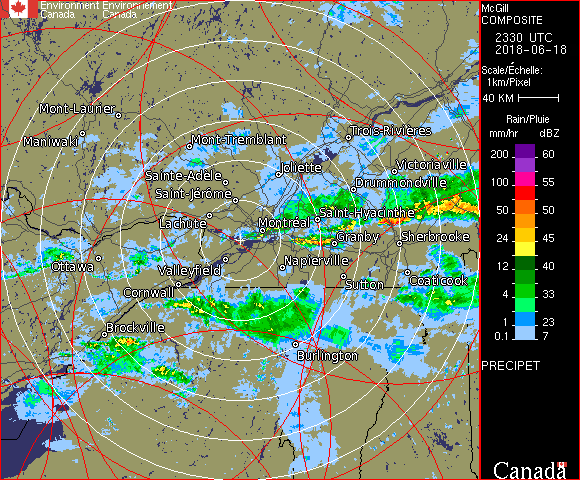 Environment Environnement
Canada Canada
McGill
COMPOSITE
2330 UTC
2018-06-18
Scale/Échelle:
1km/Pixel
40 KM
Rain/Pluie
mm/hr dBZ
200 60
100 55
50 50
24 45
12 40
4 33
1 23
0.1 7
PRECIPET
Mont-Laurier
Maniwaki
Mont-Tremblant
Trois-Rivières
Sainte-Adèle
Joliette
Victoriaville
Saint-Jérôme
Drummondville
Lachute
Montréal
Saint-Hyacinthe
Granby
Sherbrooke
Ottawa
Valleyfield
Napierville
Cornwall
Sutton
Coaticook
Brockville
Burlington
Canada